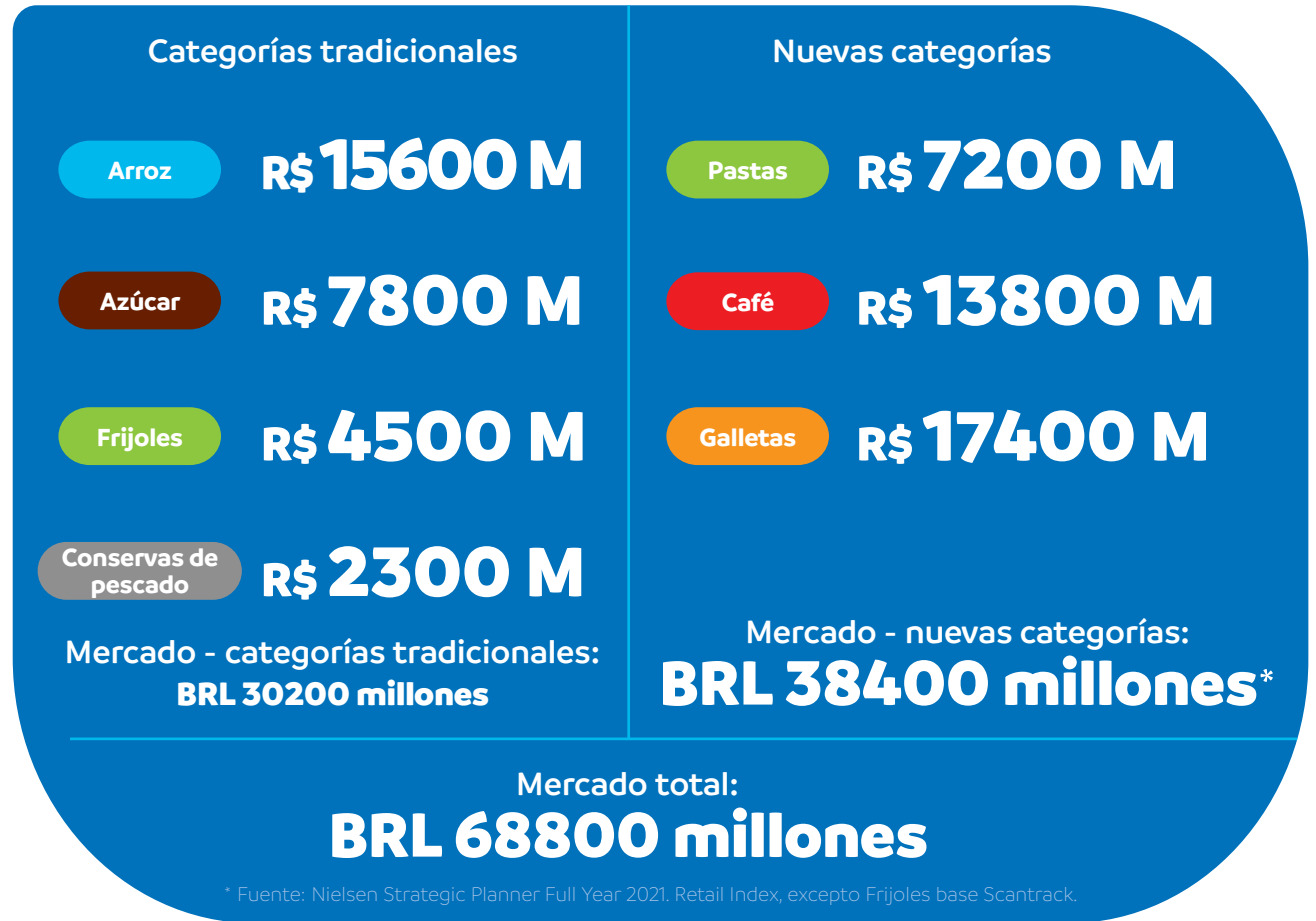 Categorías tradicionales
Arroz R$ 15600 M
Azúcar R$ 7800 M
Frijoles R$ 4500 M
Conservas de
pescado
R$ 2300 M
Mercado - categorías tradicionales:
BRL 30200 millones
Nuevas categorías
Pastas R$ 7200 M
Café R$ 13800 M
Galletas R$ 17400 M
Mercado - nuevas categorías:
BRL 38400 millones*
Mercado total:
BRL 68800 millones
* Fuente: Nielsen Strategic Planner Full Year 2021. Retail Index, excepto Frijoles base Scantrack.